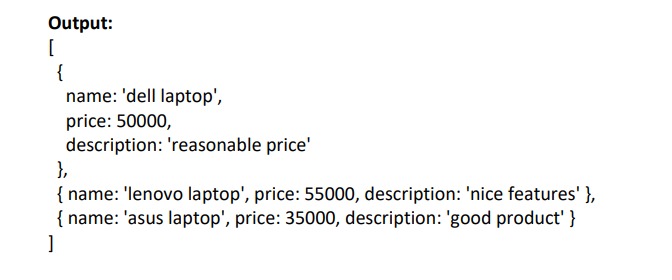 Output:
[
{
name: 'dell laptop',
price: 50000,
description: 'reasonable price'
},
{ name: 'lenovo laptop', price: 55000, description: 'nice features' },
{ name: 'asus laptop', price: 35000, description: 'good product' }
]